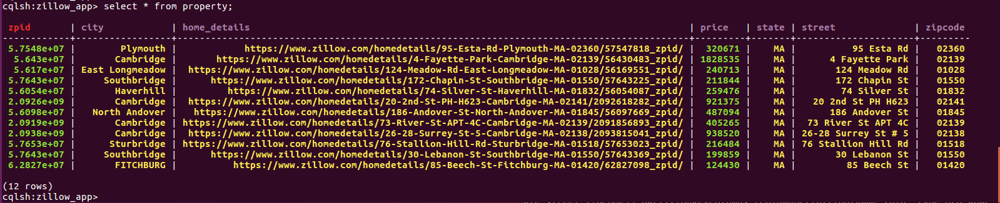 cqlsh:zillow_app> select * from property;
zpid | city | home_details | price | state | street | zipcode
------------+-----------------+--------------------------------------------------------------------------------------------+---------+-------+---------------------+---------
5.7548e+07 | Plymouth | https://www.zillow.com/homedetails/95-Esta-Rd-Plymouth-MA-02360/57547818_zpid/ | 320671 | MA | 95 Esta Rd | 02360
5.643e+07 | Cambridge | https://www.zillow.com/homedetails/4-Fayette-Park-Cambridge-MA-02139/56430483_zpid/ | 1828535 | MA | 4 Fayette Park | 02139
5.617e+07 | East Longmeadow | https://www.zillow.com/homedetails/124-Meadow-Rd-East-Longmeadow-MA-01028/56169551_zpid/ | 240713 | MA | 124 Meadow Rd | 01028
5.7643e+07 | Southbridge | https://www.zillow.com/homedetails/172-Chapin-St-Southbridge-MA-01550/57643225_zpid/ | 211844 | MA | 172 Chapin St | 01550
5.6054e+07 | Haverhill | https://www.zillow.com/homedetails/74-Silver-St-Haverhill-MA-01832/56054087_zpid/ | 259476 | MA | 74 Silver St | 01832
2.0926e+09 | Cambridge | https://www.zillow.com/homedetails/20-2nd-St-PH-H623-Cambridge-MA-02141/2092618282_zpid/ | 921375 | MA | 20 2nd St PH H623 | 02141
5.6098e+07 | North Andover | https://www.zillow.com/homedetails/186-Andover-St-North-Andover-MA-01845/56097669_zpid/ | 487094 | MA | 186 Andover St | 01845
2.0919e+09 | Cambridge | https://www.zillow.com/homedetails/73-River-St-APT-4C-Cambridge-MA-02139/2091856893_zpid/ | 405265 | MA | 73 River St APT 4C | 02139
2.0938e+09 | Cambridge | https://www.zillow.com/homedetails/26-28-Surrey-St-5-Cambridge-MA-02138/2093815041_zpid/ | 938520 | MA | 26-28 Surrey St # 5 | 02138
5.7653e+07 | Sturbridge | https://www.zillow.com/homedetails/76-Stallion-Hill-Rd-Sturbridge-MA-01518/57653023_zpid/ | 216484 | MA | 76 Stallion Hill Rd | 01518
5.7643e+07 | Southbridge | https://www.zillow.com/homedetails/30-Lebanon-St-Southbridge-MA-01550/57643369_zpid/ | 199859 | MA | 30 Lebanon St | 01550
6.2827e+07 | FITCHBURG | https://www.zillow.com/homedetails/85-Beech-St-Fitchburg-MA-01420/62827098_zpid/ | 124430 | MA | 85 Beech St | 01420
(12 rows)
cqlsh:zillow_app>